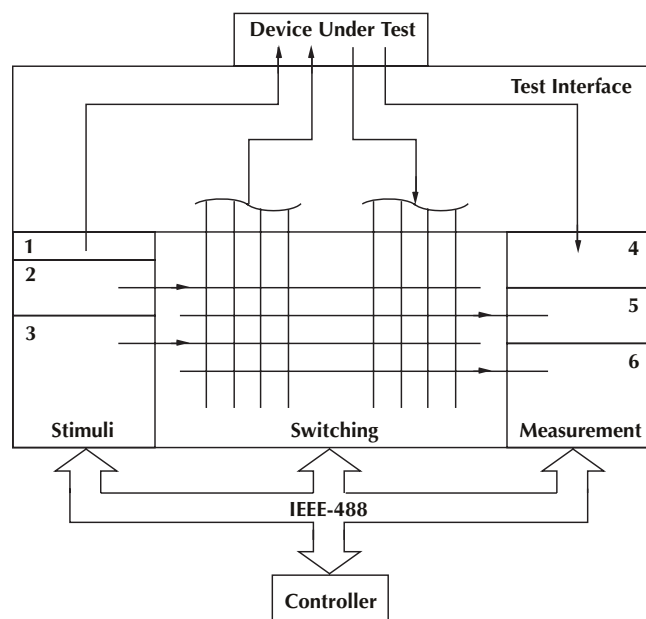 Device Under Test
Test Interface
1
2
3
4
5
6
Stimuli
Switching
Measurement
IEEE-488
Controller